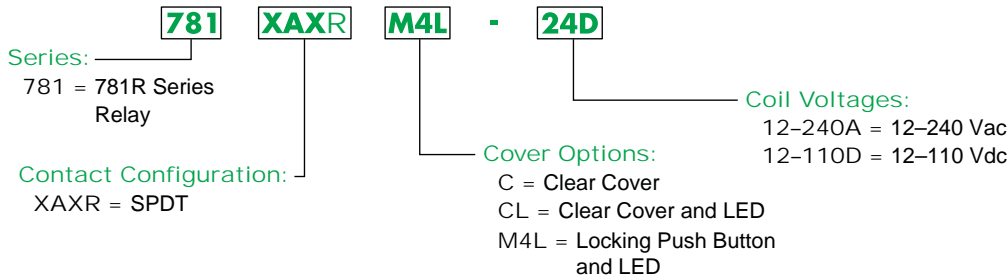 781 XAXR M4L - 24D
Series:
781 = 781R Series
Relay
Contact Configuration:
XAXR = SPDT
Cover Options:
C = Clear Cover
CL = Clear Cover and LED
M4L = Locking Push Button
and LED
Coil Voltages:
12-240A = 12–240 Vac
12-110D = 12–110 Vdc